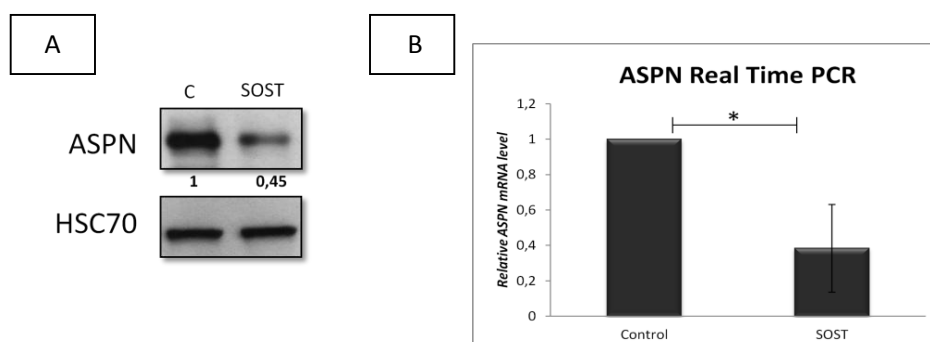 A
C SOST
ASPN
1 0,45
HSC70
B
ASPN Real Time PCR
Relative ASPN mRNA level
1,2
1
0,8
0,6
0,4
0,2
0
*
Control SOST